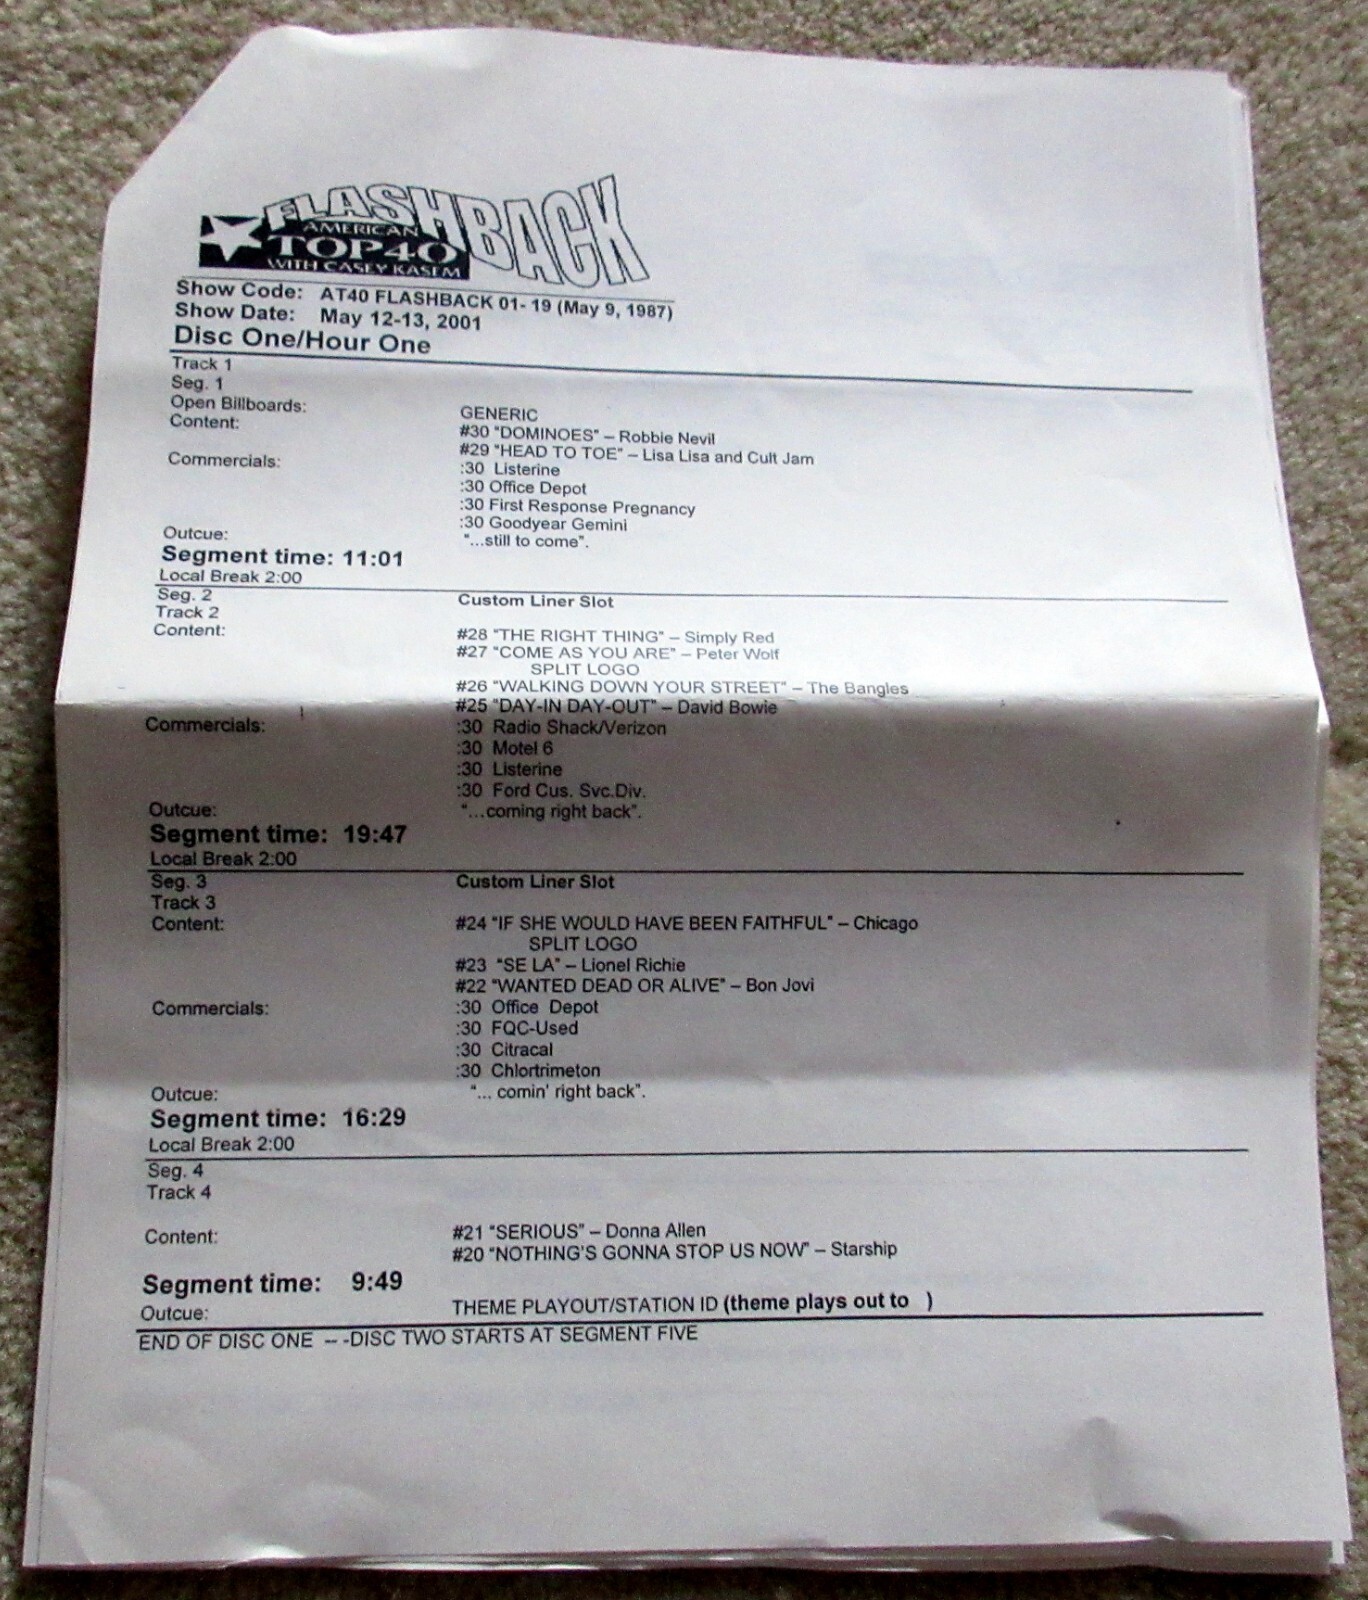 FLASHBACK
AMERICAN
TOP 40
WITH CASEY KASEM
Show Code: AT40 FLASHBACK 01- 19 (May 9, 1987)
Show Date: May 12-13, 2001
Disc One/Hour One
Track 1
Seg. 1
Open Billboards: GENERIC
Content: #30 "DOMINOES" – Robbie Nevil
#29 "HEAD TO TOE" – Lisa Lisa and Cult Jam
Commercials: :30 Listerine
:30 Office Depot
:30 First Response Pregnancy
:30 Goodyear Gemini
Outcue: "...still to come".
Segment time: 11:01
Local Break 2:00
Seg. 2 Custom Liner Slot
Track 2
Content: #28 "THE RIGHT THING" – Simply Red
#27 "COME AS YOU ARE" – Peter Wolf
SPLIT LOGO
#26 "WALKING DOWN YOUR STREET" – The Bangles
#25 "DAY-IN DAY-OUT" – David Bowie
Commercials: :30 Radio Shack/Verizon
:30 Motel 6
:30 Listerine
:30 Ford Cus. Svc.Div.
Outcue: "...coming right back".
Segment time: 19:47
Local Break 2:00
Seg. 3 Custom Liner Slot
Track 3
Content: #24 "IF SHE WOULD HAVE BEEN FAITHFUL" – Chicago
SPLIT LOGO
#23 "SE LA" – Lionel Richie
#22 "WANTED DEAD OR ALIVE" – Bon Jovi
Commercials: :30 Office Depot
:30 FQC-Used
:30 Citracal
:30 Chlortrimeton
Outcue: "... comin' right back".
Segment time: 16:29
Local Break 2:00
Seg. 4
Track 4
Content: #21 "SERIOUS" – Donna Allen
#20 "NOTHING'S GONNA STOP US NOW" – Starship
Segment time: 9:49
Outcue: THEME PLAYOUT/STATION ID (theme plays out to )
END OF DISC ONE -- -DISC TWO STARTS AT SEGMENT FIVE